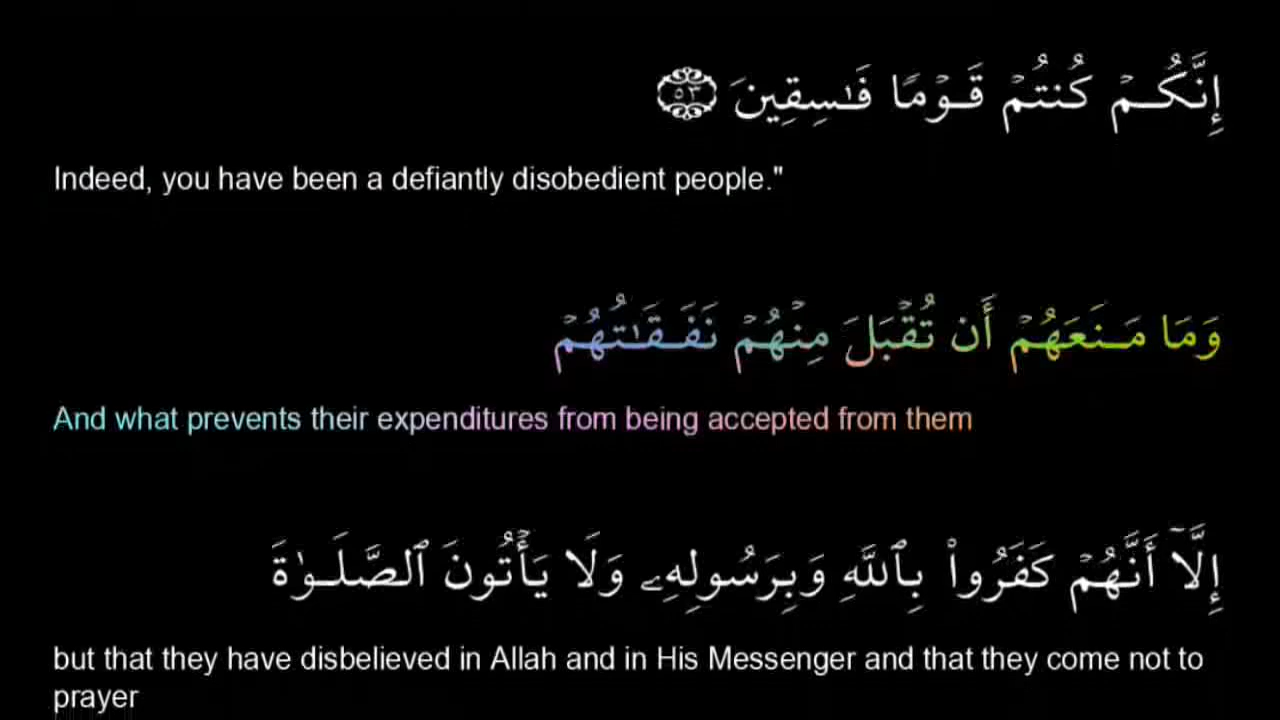 إِنَّكُمْ كُنتُمْ قَوْمًا فَـٰسِقِينَ ٥٣
Indeed, you have been a defiantly disobedient people."
وَمَا مَنَعَهُمْ أَن تُقْبَلَ مِنْهُمْ نَفَقَـٰتُهُمْ
And what prevents their expenditures from being accepted from them
إِلَّآ أَنَّهُمْ كَفَرُوا۟ بِٱللَّهِ وَبِرَسُولِهِۦ وَلَا يَأْتُونَ ٱلصَّلَوٰةَ
but that they have disbelieved in Allah and in His Messenger and that they come not to
prayer